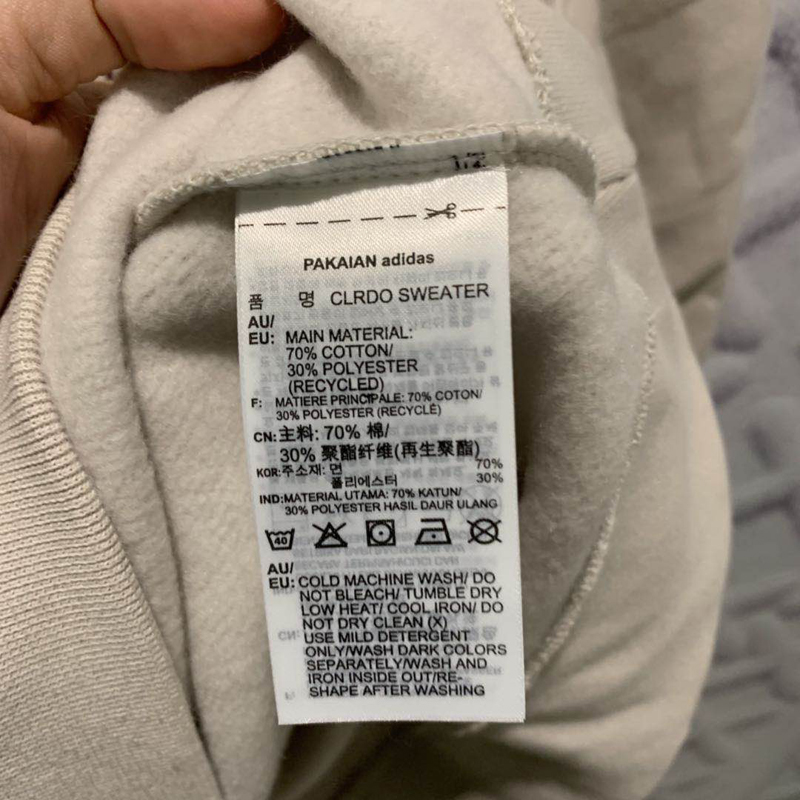 PAKAIAN adidas
품 명 CLRDO SWEATER
AU/
EU: MAIN MATERIAL:
70% COTTON/
30% POLYESTER
(RECYCLED)
F: MATIERE PRINCIPALE: 70% COTON/
30% POLYESTER (RECYCLÉ)
CN: 主料: 70% 棉/
30% 聚酯纤维(再生聚酯)
KOR: 주소재: 면 70%
폴리에스터 30%
IND: MATERIAL UTAMA: 70% KATUN/
30% POLYESTER HASIL DAUR ULANG
40
AU/
EU: COLD MACHINE WASH/ DO
NOT BLEACH/ TUMBLE DRY
LOW HEAT/ COOL IRON/ DO
NOT DRY CLEAN (X)
USE MILD DETERGENT
ONLY/WASH DARK COLORS
SEPARATELY/WASH AND
IRON INSIDE OUT/RE-
SHAPE AFTER WASHING